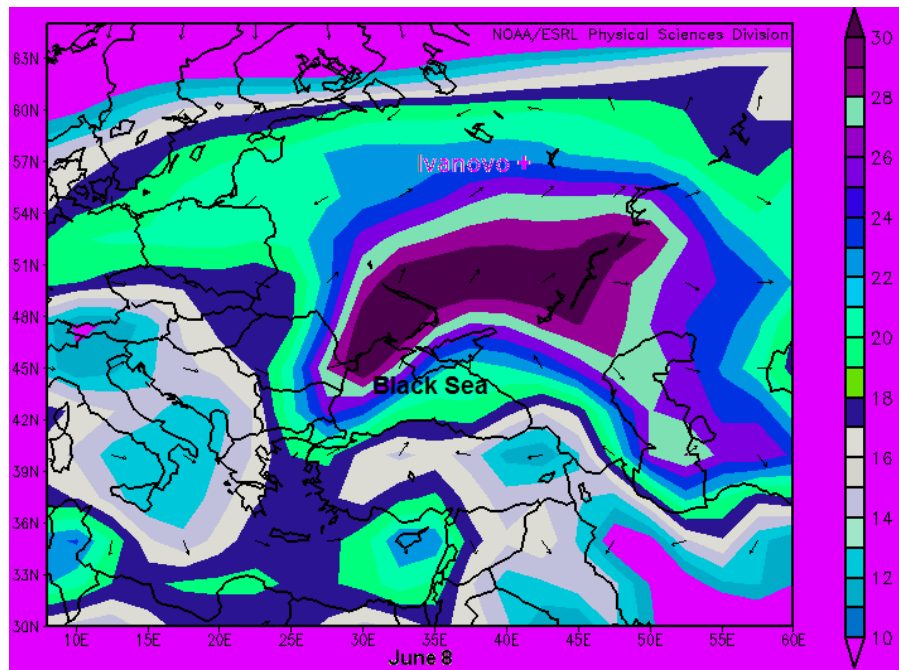 NOAA/ESRL Physical Sciences Division
63N
60N
57N
54N
51N
48N
45N
42N
39N
36N
33N
30N
Ivanovo +
Black Sea
10E 15E 20E 25E 30E 35E 40E 45E 50E 55E 60E
June 8
30
28
26
24
22
20
18
16
14
12
10